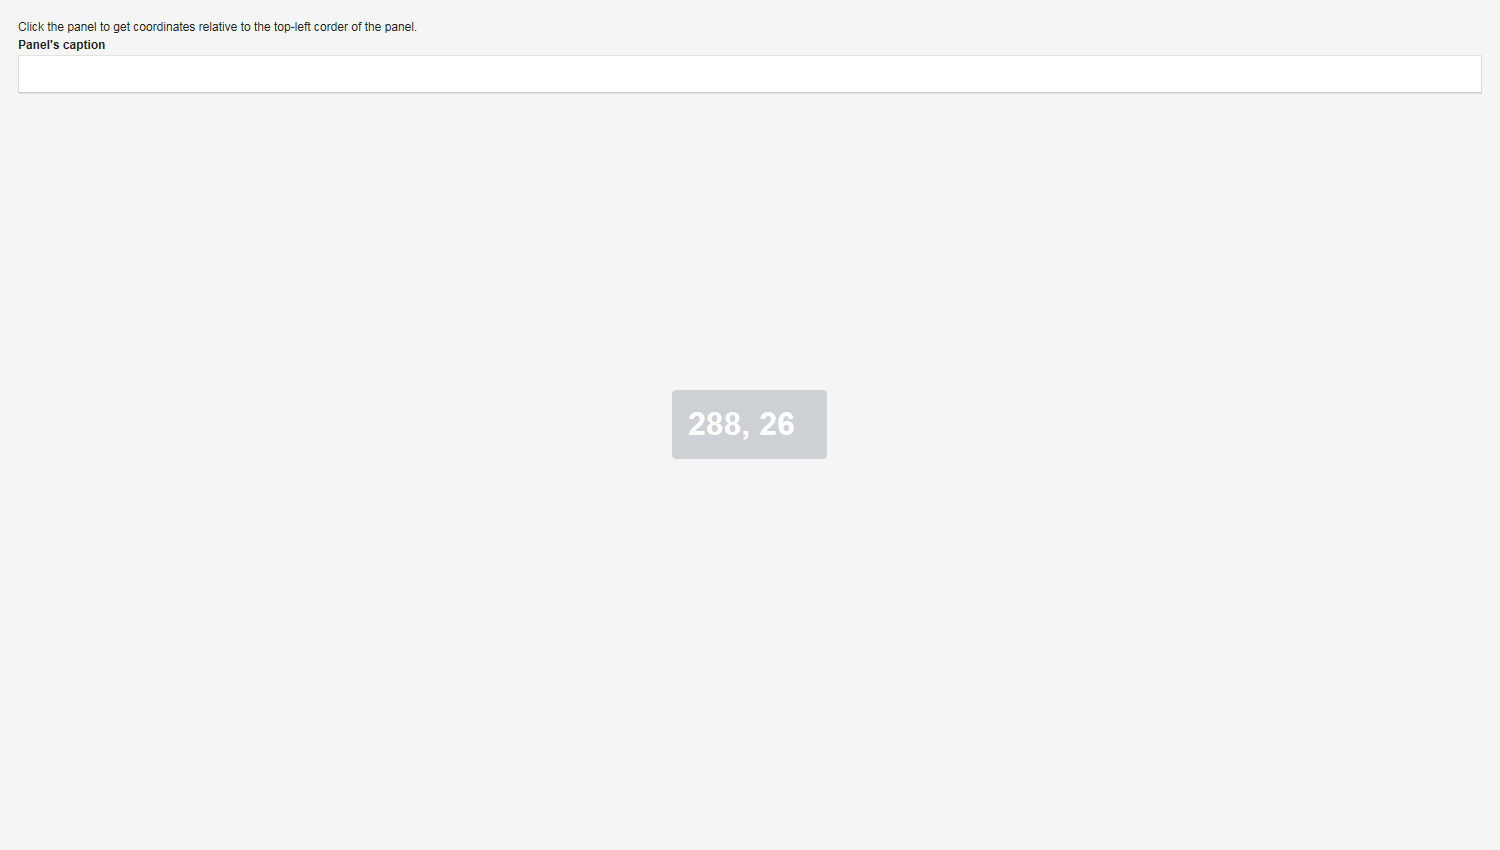 Click the panel to get coordinates relative to the top-left corder of the panel.
Panel's caption
288, 26